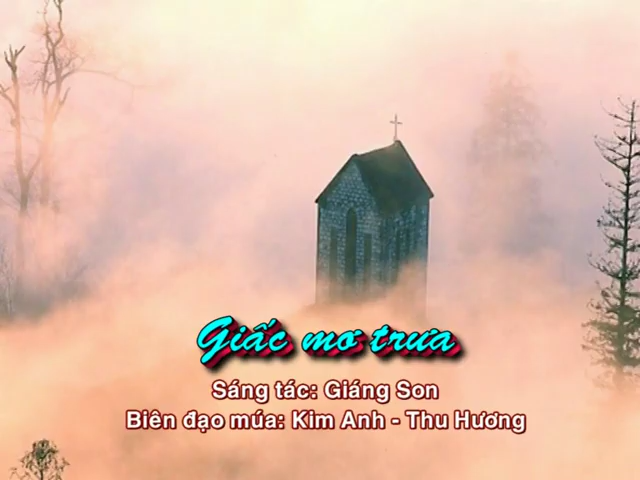 Giấc mơ trưa
Sáng tác: Giáng Son
Biên đạo múa: Kim Anh - Thu Hương